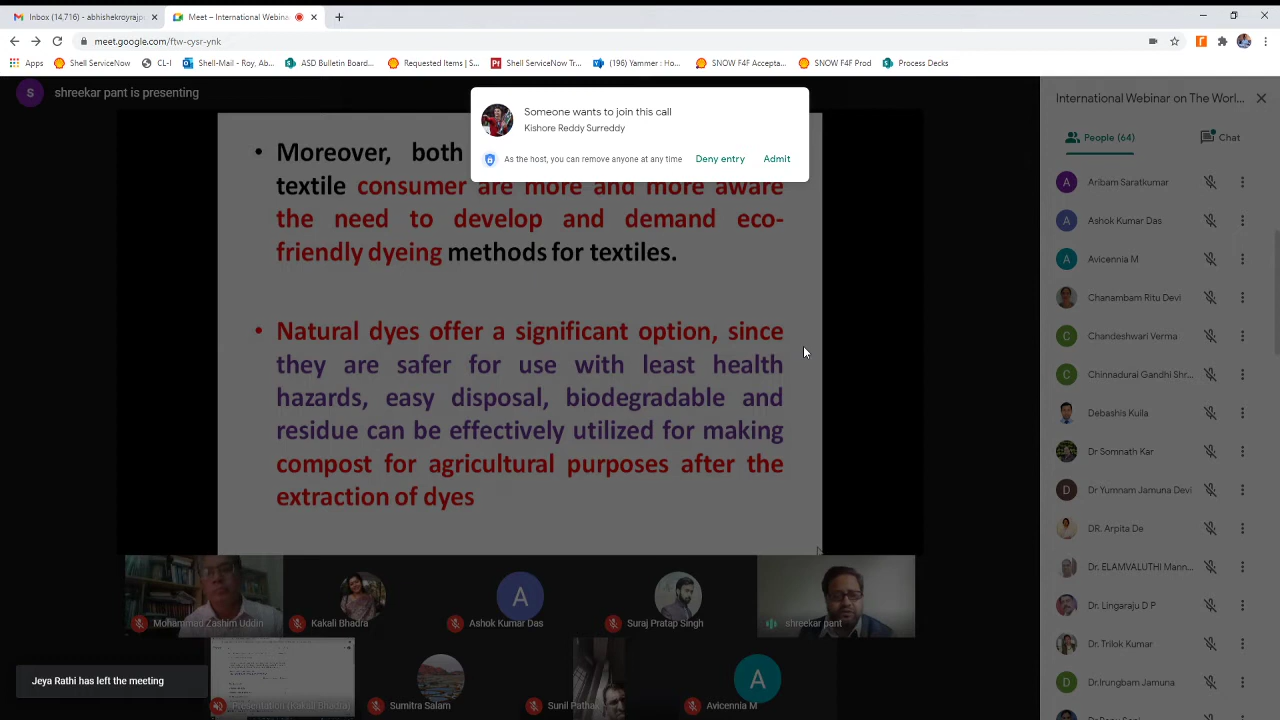 Inbox (14,716) - abhishekroyrajp
Meet – International Webina
meet.google.com/ftw-cysr-ynk
Apps
Shell ServiceNow
CL-I
Shell-Mail - Roy, Ab...
ASD Bulletin Board...
Requested Items | S...
Shell ServiceNow Tr...
(196) Yammer : Ho...
SNOW F4F Accepta...
SNOW F4F Prod
Process Decks
S
shreekar pant is presenting
Someone wants to join this call
Kishore Reddy Surreddy
As the host, you can remove anyone at any time
Deny entry
Admit
• Moreover, both
textile consumer are more and more aware
the need to develop and demand eco-
friendly dyeing methods for textiles.
• Natural dyes offer a significant option, since
they are safer for use with least health
hazards, easy disposal, biodegradable and
residue can be effectively utilized for making
compost for agricultural purposes after the
extraction of dyes
Mohammad Zashim Uddin
Kakali Bhadra
A
Ashok Kumar Das
Suraj Pratap Singh
shreekar pant
Presentation (Kakali Bhadra)
Sumitra Salam
Sunil Pathak
A
Avicennia M
Jeya Rathi has left the meeting
International Webinar on The Worl...
People (64)
Chat
A
Aribam Saratkumar
A
Ashok Kumar Das
A
Avicennia M
Chanambam Ritu Devi
C
Chandeshwari Verma
C
Chinnadurai Gandhi Shr...
Debashis Kuila
Dr Somnath Kar
D
Dr Yumnam Jamuna Devi
DR. Arpita De
Dr. ELAMVALUTHI Mann...
Dr. Lingaraju D P
Dr. Trilok Kumar
D
Dr.Irungbam Jamuna